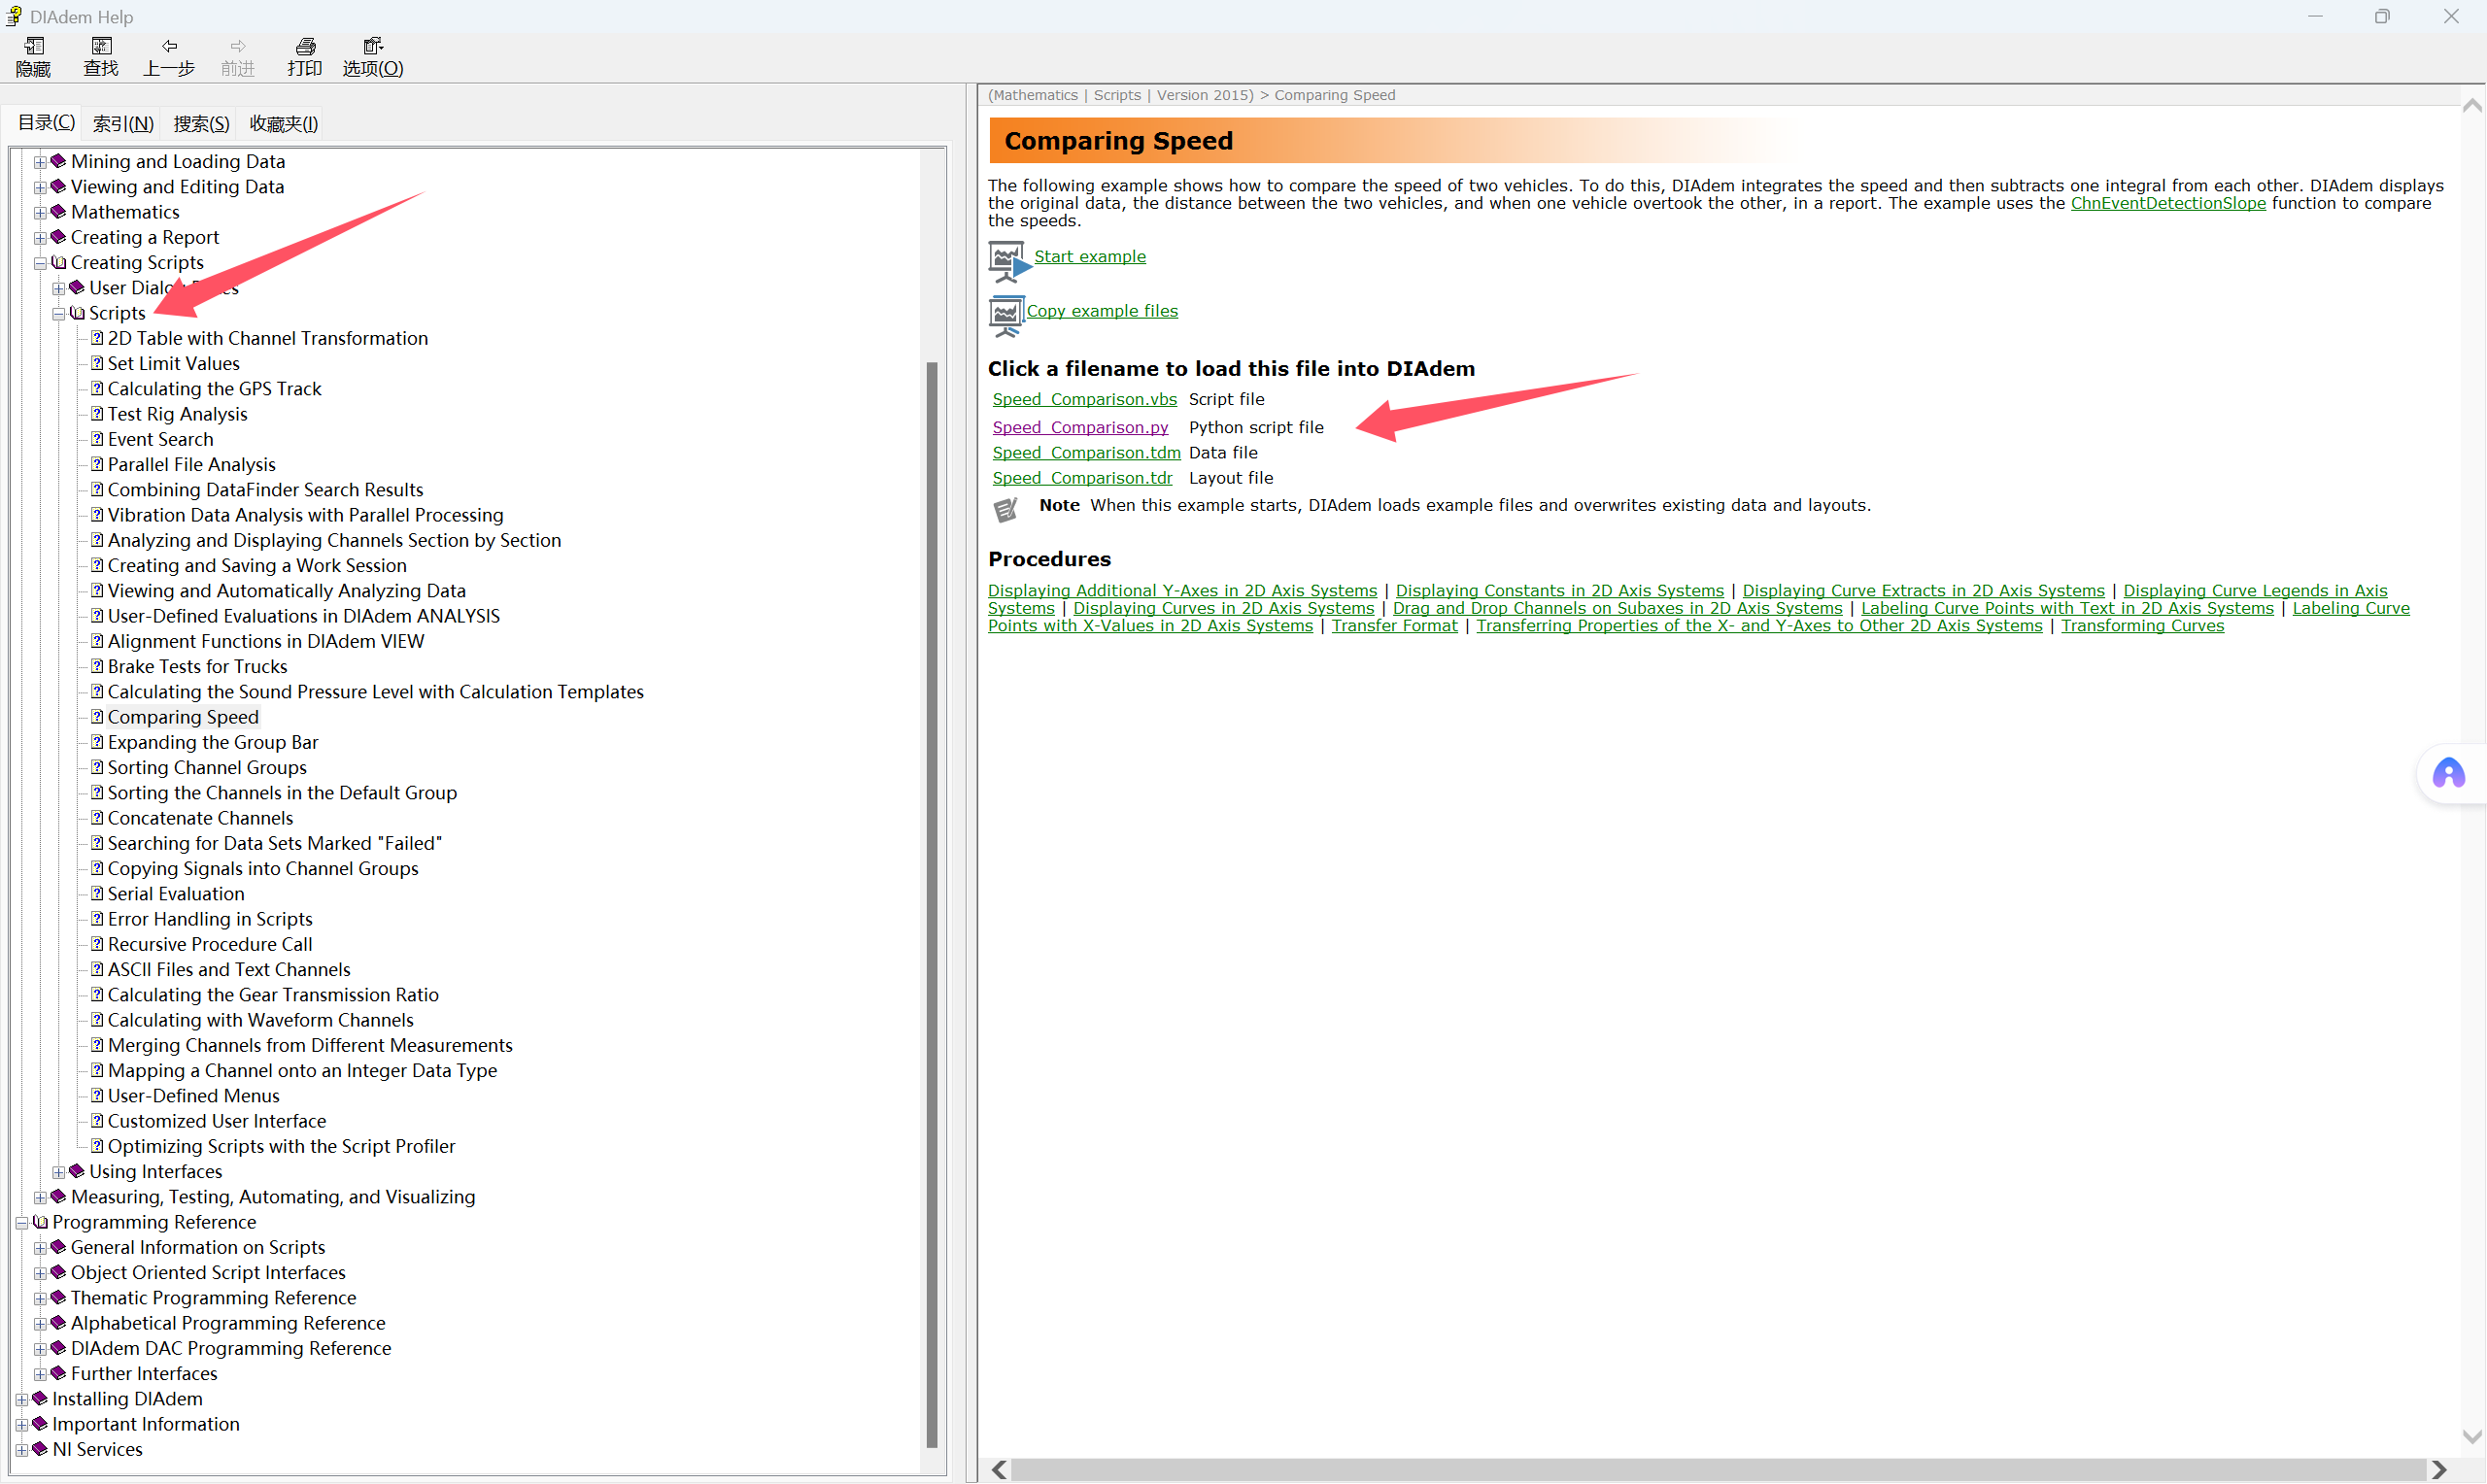 DIAdem Help
隐藏 查找 上一步 前进 打印 选项(O)
目录(C) 索引(N) 搜索(S) 收藏夹(I)
Mining and Loading Data
Viewing and Editing Data
Mathematics
Creating a Report
Creating Scripts
User
Scripts
2D Table with Channel Transformation
Set Limit Values
Calculating the GPS Track
Test Rig Analysis
Event Search
Parallel File Analysis
Combining DataFinder Search Results
Vibration Data Analysis with Parallel Processing
Analyzing and Displaying Channels Section by Section
Creating and Saving a Work Session
Viewing and Automatically Analyzing Data
User-Defined Evaluations in DIAdem ANALYSIS
Alignment Functions in DIAdem VIEW
Brake Tests for Trucks
Calculating the Sound Pressure Level with Calculation Templates
Comparing Speed
Expanding the Group Bar
Sorting Channel Groups
Sorting the Channels in the Default Group
Concatenate Channels
Searching for Data Sets Marked "Failed"
Copying Signals into Channel Groups
Serial Evaluation
Error Handling in Scripts
Recursive Procedure Call
ASCII Files and Text Channels
Calculating the Gear Transmission Ratio
Calculating with Waveform Channels
Merging Channels from Different Measurements
Mapping a Channel onto an Integer Data Type
User-Defined Menus
Customized User Interface
Optimizing Scripts with the Script Profiler
Using Interfaces
Measuring, Testing, Automating, and Visualizing
Programming Reference
General Information on Scripts
Object Oriented Script Interfaces
Thematic Programming Reference
Alphabetical Programming Reference
DIAdem DAC Programming Reference
Further Interfaces
Installing DIAdem
Important Information
NI Services
(Mathematics | Scripts | Version 2015) > Comparing Speed
Comparing Speed
The following example shows how to compare the speed of two vehicles. To do this, DIAdem integrates the speed and then subtracts one integral from each other. DIAdem displays
the original data, the distance between the two vehicles, and when one vehicle overtook the other, in a report. The example uses the ChnEventDetectionSlope function to compare
the speeds.
Start example
Copy example files
Click a filename to load this file into DIAdem
Speed_Comparison.vbs Script file
Speed_Comparison.py Python script file
Speed_Comparison.tdm Data file
Speed_Comparison.tdr Layout file
Note When this example starts, DIAdem loads example files and overwrites existing data and layouts.
Procedures
Displaying Additional Y-Axes in 2D Axis Systems | Displaying Constants in 2D Axis Systems | Displaying Curve Extracts in 2D Axis Systems | Displaying Curve Legends in Axis
Systems | Displaying Curves in 2D Axis Systems | Drag and Drop Channels on Subaxes in 2D Axis Systems | Labeling Curve Points with Text in 2D Axis Systems | Labeling Curve
Points with X-Values in 2D Axis Systems | Transfer Format | Transferring Properties of the X- and Y-Axes to Other 2D Axis Systems | Transforming Curves